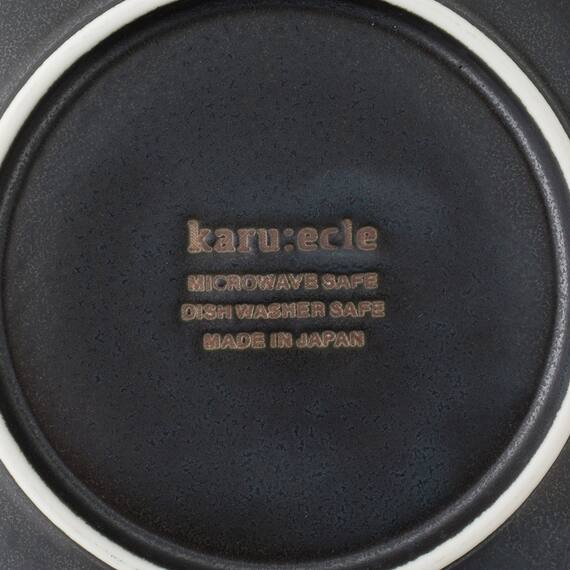 karu:ecle
MICROWAVE SAFE
DISH WASHER SAFE
MADE IN JAPAN